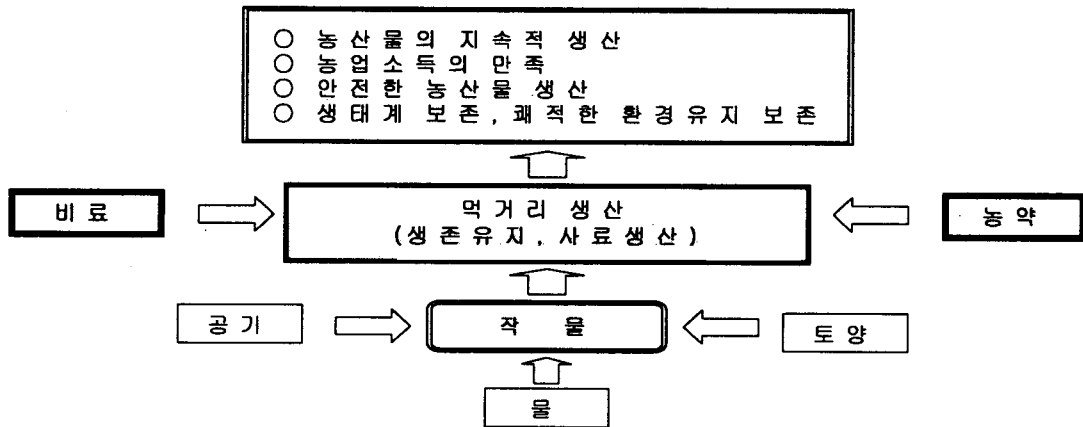 ○ 농산물의 지속적 생산
○ 농업소득의 만족
○ 안전한 농산물 생산
○ 생태계 보존, 쾌적한 환경유지 보존
비료
먹거리 생산
(생존유지, 사료생산)
농약
공기
작물
토양
물